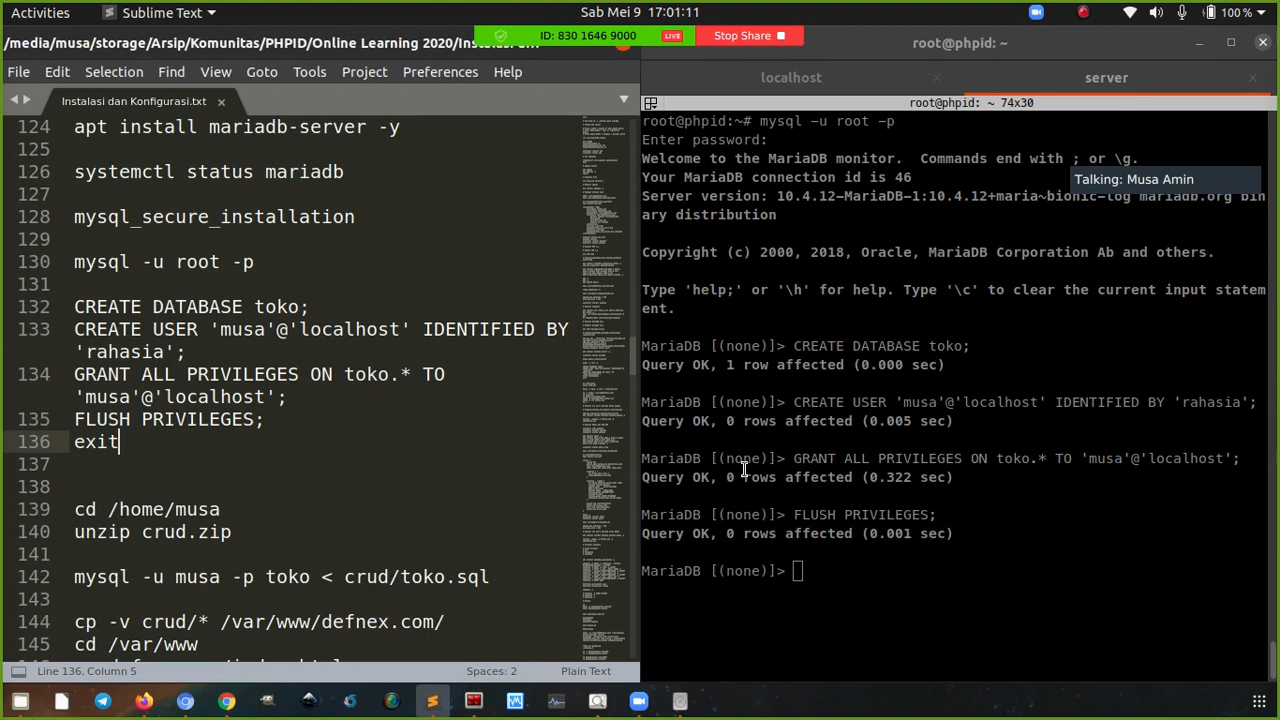 Activities
Sublime Text
Sab Mei 9 17:01:11
100 %
/media/musa/storage/Arsip/Komunitas/PHPID/Online Learning 2020/
ID: 830 1646 9000
LIVE
Stop Share
root@phpid: ~
File Edit Selection Find View Goto Tools Project Preferences Help
localhost
server
Instalasi dan Konfigurasi.txt
root@phpid: ~ 74x30
124 apt install mariadb-server -y
125
126 systemctl status mariadb
127
128 mysql_secure_installation
129
130 mysql -u root -p
131
132 CREATE DATABASE toko;
133 CREATE USER 'musa'@'localhost' IDENTIFIED BY
'rahasia';
134 GRANT ALL PRIVILEGES ON toko.* TO
'musa'@'localhost';
135 FLUSH PRIVILEGES;
136 exit
137
138
139 cd /home/musa
140 unzip crud.zip
141
142 mysql -u musa -p toko < crud/toko.sql
143
144 cp -v crud/* /var/www/defnex.com/
145 cd /var/www
root@phpid:~# mysql -u root -p
Enter password:
Welcome to the MariaDB monitor.  Commands end with ; or \g.
Your MariaDB connection id is 46
Talking: Musa Amin
Server version: 10.4.12-MariaDB-1:10.4.12+maria~bionic-log mariadb.org bin
ary distribution
Copyright (c) 2000, 2018, Oracle, MariaDB Corporation Ab and others.
Type 'help;' or '\h' for help. Type '\c' to clear the current input statem
ent.
MariaDB [(none)]> CREATE DATABASE toko;
Query OK, 1 row affected (0.000 sec)
MariaDB [(none)]> CREATE USER 'musa'@'localhost' IDENTIFIED BY 'rahasia';
Query OK, 0 rows affected (0.005 sec)
MariaDB [(none)]> GRANT ALL PRIVILEGES ON toko.* TO 'musa'@'localhost';
Query OK, 0 rows affected (0.322 sec)
MariaDB [(none)]> FLUSH PRIVILEGES;
Query OK, 0 rows affected (0.001 sec)
MariaDB [(none)]>
Line 136, Column 5
Spaces: 2
Plain Text